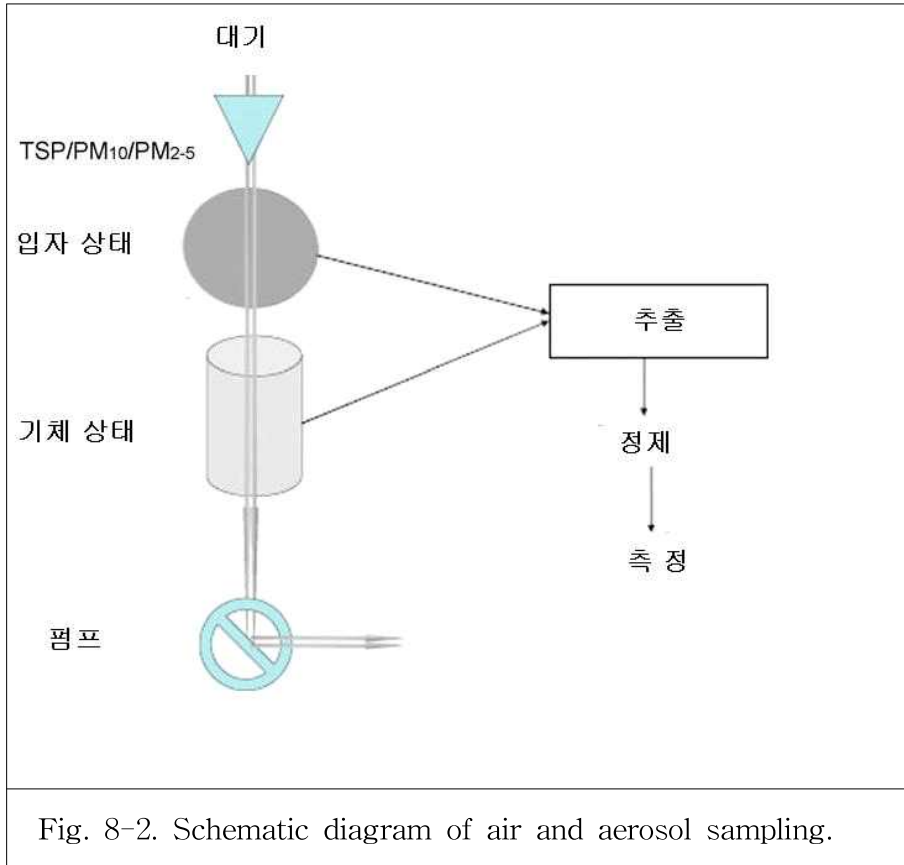 대기
TSP/PM10/PM2-5
입자 상태
추출
기체 상태
정제
측 정
펌프
Fig. 8-2. Schematic diagram of air and aerosol sampling.